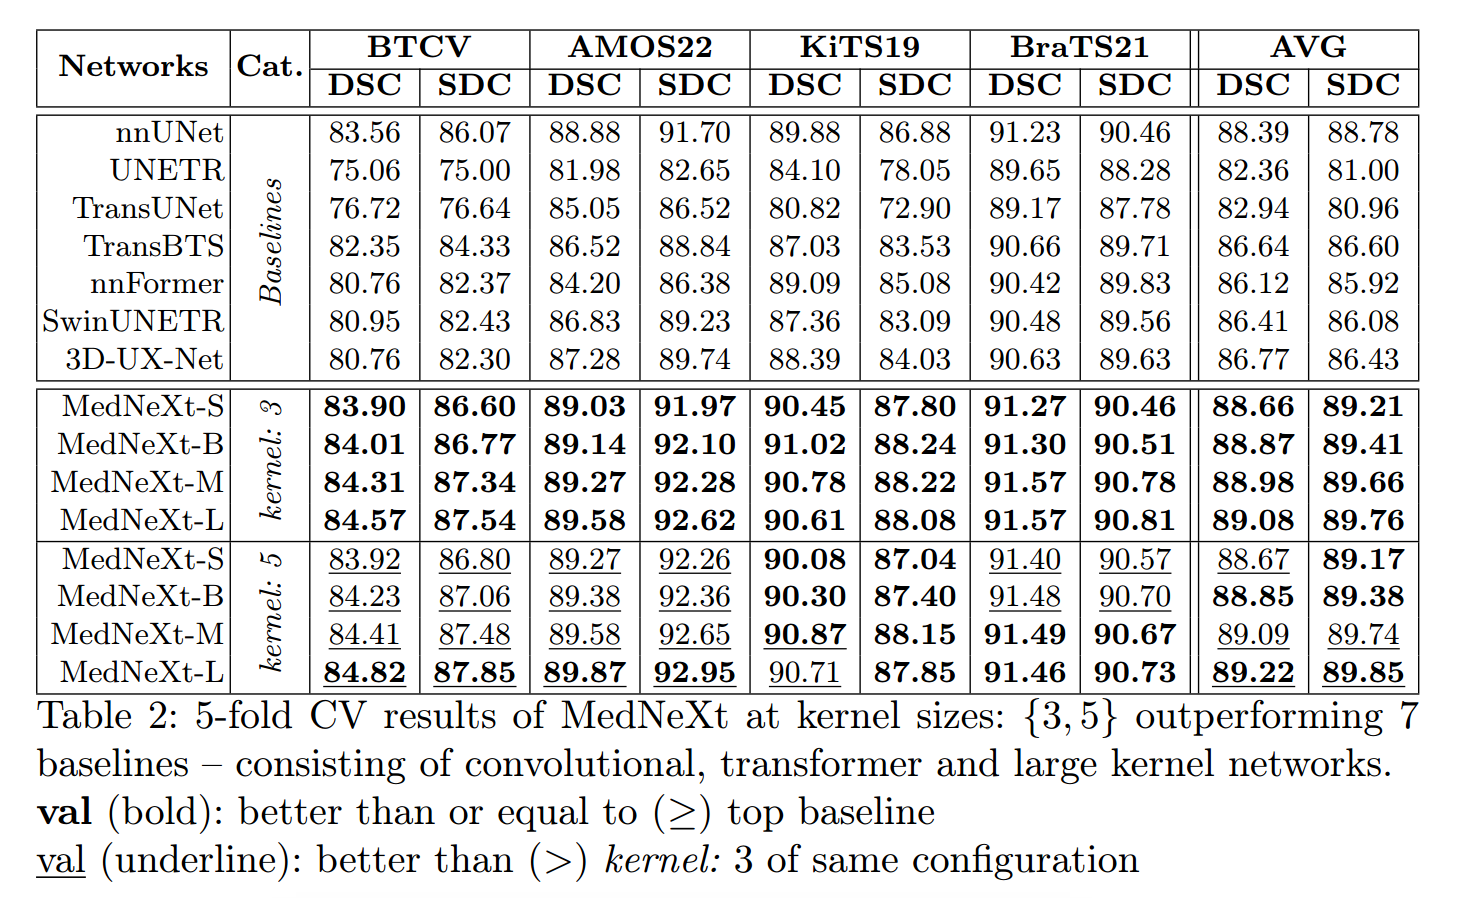 Networks Cat. BTCV AMOS22 KiTS19 BraTS21 AVG
DSC SDC DSC SDC DSC SDC DSC SDC DSC SDC
nnUNet 83.56 86.07 88.88 91.70 89.88 86.88 91.23 90.46 88.39 88.78
UNETR 75.06 75.00 81.98 82.65 84.10 78.05 89.65 88.28 82.36 81.00
TransUNet 76.72 76.64 85.05 86.52 80.82 72.90 89.17 87.78 82.94 80.96
TransBTS 82.35 84.33 86.52 88.84 87.03 83.53 90.66 89.71 86.64 86.60
nnFormer 80.76 82.37 84.20 86.38 89.09 85.08 90.42 89.83 86.12 85.92
SwinUNETR 80.95 82.43 86.83 89.23 87.36 83.09 90.48 89.56 86.41 86.08
3D-UX-Net 80.76 82.30 87.28 89.74 88.39 84.03 90.63 89.63 86.77 86.43
Baselines
MedNeXt-S 83.90 86.60 89.03 91.97 90.45 87.80 91.27 90.46 88.66 89.21
MedNeXt-B 84.01 86.77 89.14 92.10 91.02 88.24 91.30 90.51 88.87 89.41
MedNeXt-M 84.31 87.34 89.27 92.28 90.78 88.22 91.57 90.78 88.98 89.66
MedNeXt-L 84.57 87.54 89.58 92.62 90.61 88.08 91.57 90.81 89.08 89.76
kernel: 3
MedNeXt-S 83.92 86.80 89.27 92.26 90.08 87.04 91.40 90.57 88.67 89.17
MedNeXt-B 84.23 87.06 89.38 92.36 90.30 87.40 91.48 90.70 88.85 89.38
MedNeXt-M 84.41 87.48 89.58 92.65 90.87 88.15 91.49 90.67 89.09 89.74
MedNeXt-L 84.82 87.85 89.87 92.95 90.71 87.85 91.46 90.73 89.22 89.85
kernel: 5
Table 2: 5-fold CV results of MedNeXt at kernel sizes: {3, 5} outperforming 7
baselines – consisting of convolutional, transformer and large kernel networks.
val (bold): better than or equal to (≥) top baseline
val (underline): better than (>) kernel: 3 of same configuration